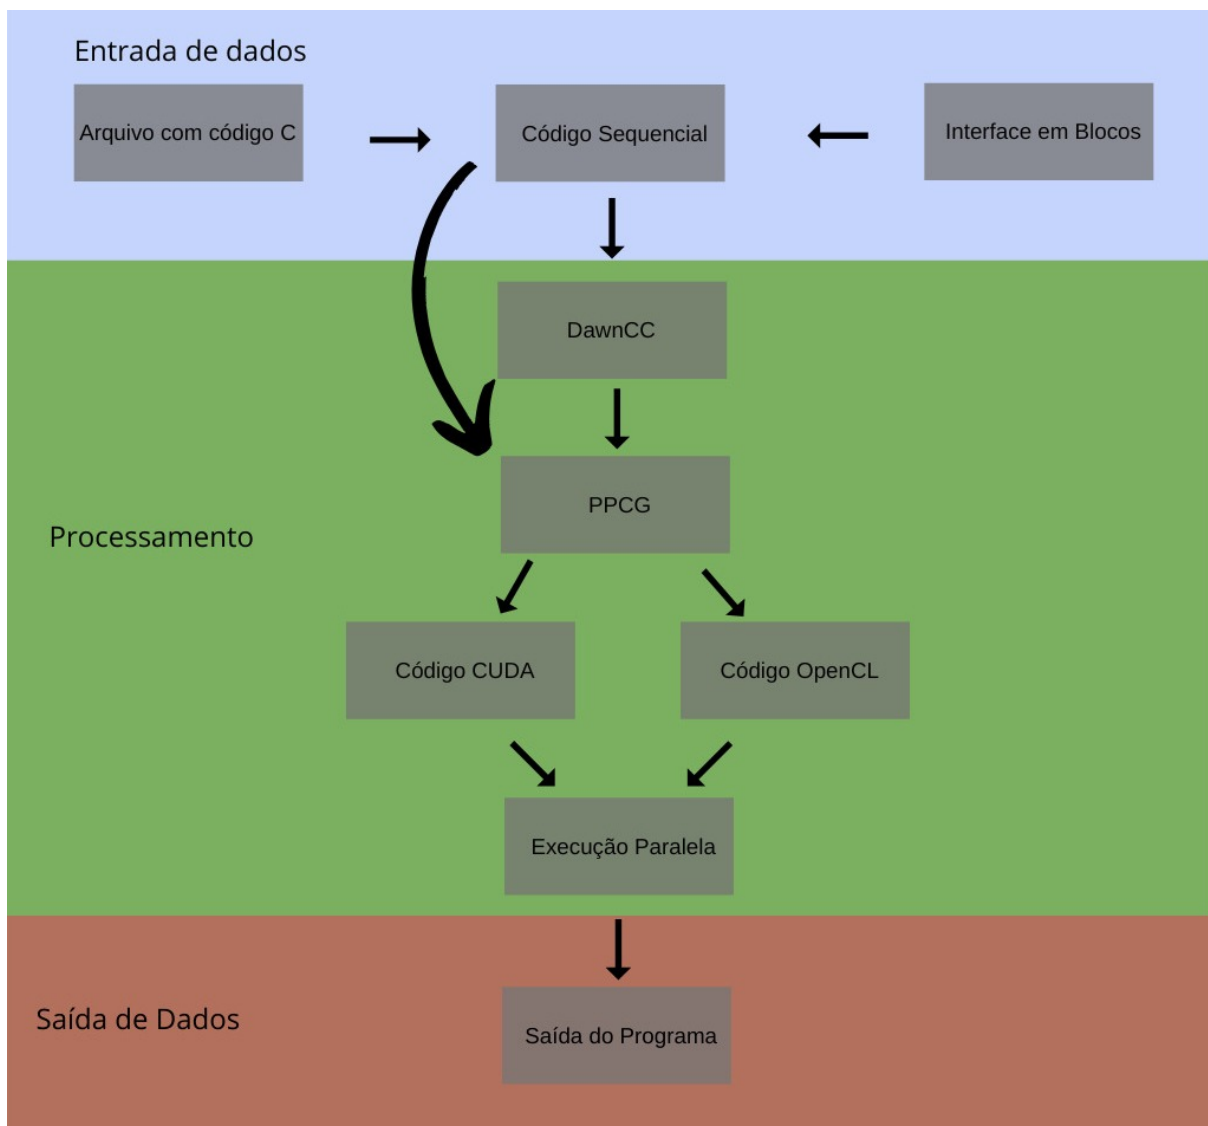 Entrada de dados
Arquivo com código C
Código Sequencial
Interface em Blocos
DawnCC
PPCG
Processamento
Código CUDA
Código OpenCL
Execução Paralela
Saída de Dados
Saída do Programa